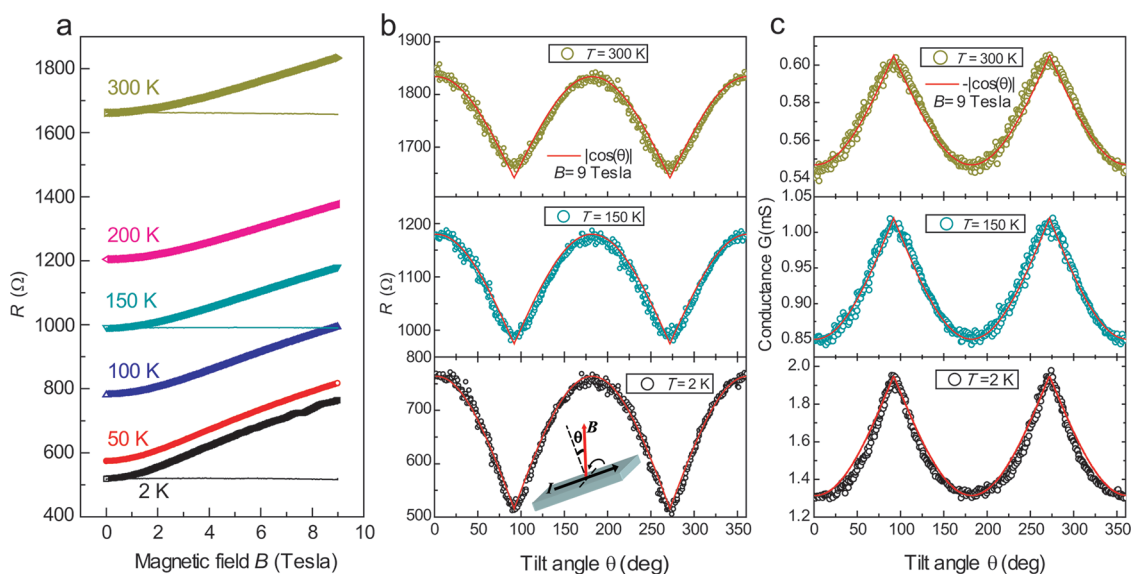 a
1800
1600
1400
1200
1000
800
600
400
R (Ω)
300 K
200 K
150 K
100 K
50 K
2 K
0 2 4 6 8 10
Magnetic field B (Tesla)
b
1900
1800
1700
T = 300 K
|cos(θ)|
B= 9 Tesla
1200
1100
1000
900
R (Ω)
T= 150 K
800
700
600
500
T = 2 K
θ
B
I
0 50 100 150 200 250 300 350
Tilt angle θ (deg)
c
0.60
0.58
0.56
0.54
T = 300 K
-|cos(θ)|
B= 9 Tesla
1.05
1.00
0.95
0.90
0.85
Conductance G(mS)
T= 150 K
2.0
1.8
1.6
1.4
1.2
T=2 K
0 50 100 150 200 250 300 350
Tilt angle θ (deg)